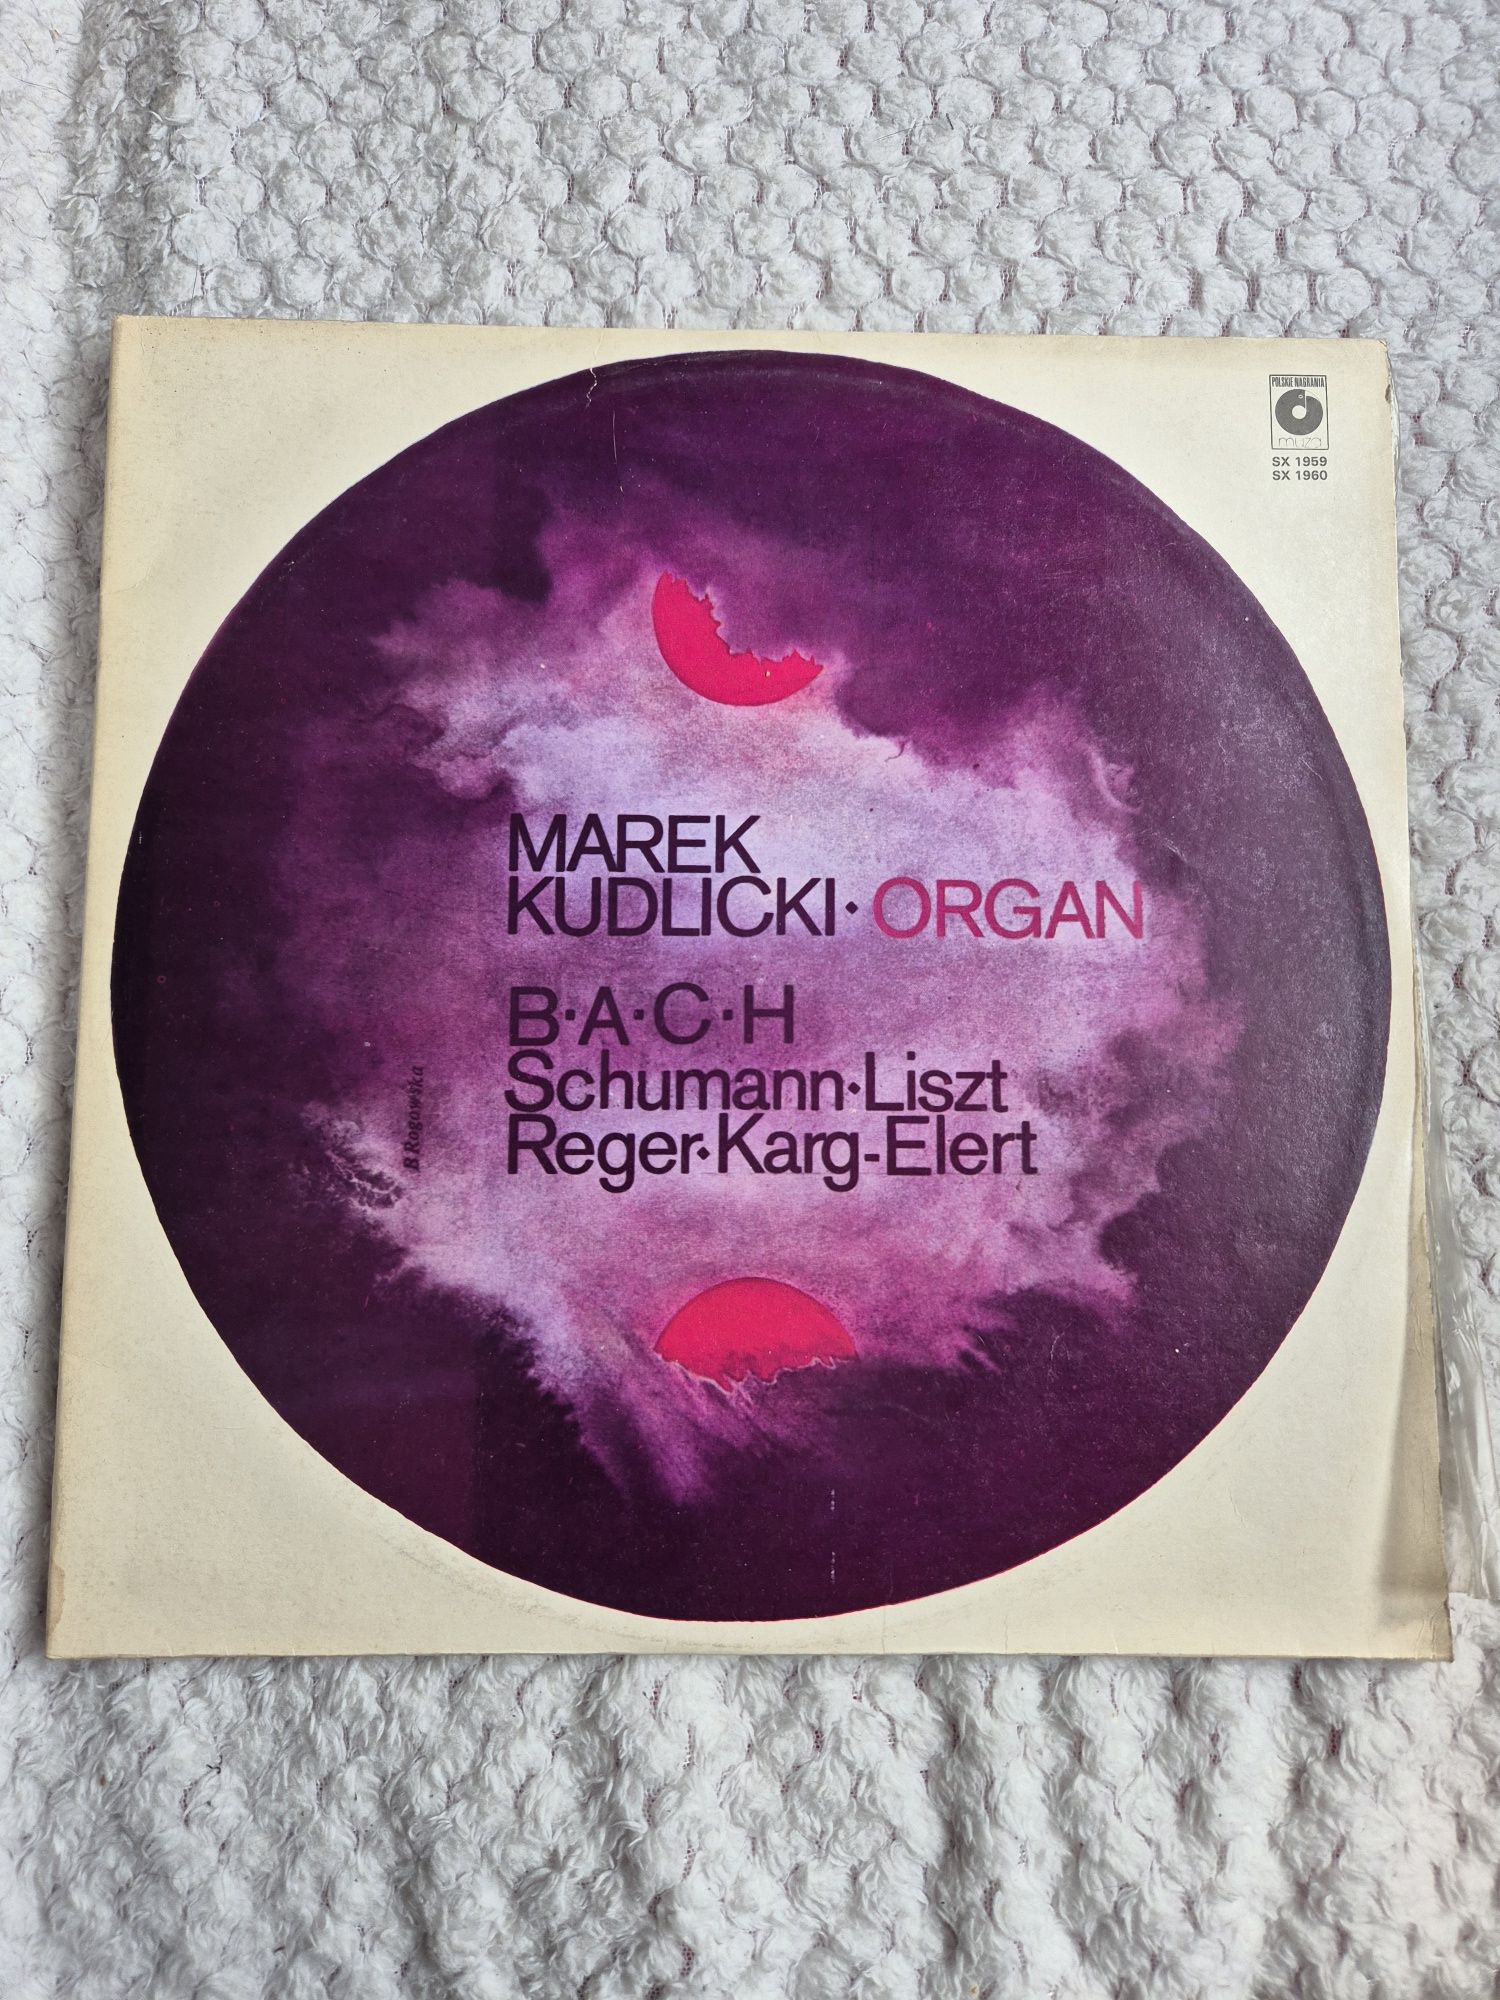 POLSKIE NAGRANIA
muza
SX 1959
SX 1960
MAREK
KUDLICKI · ORGAN
B·A·C·H
Schumann·Liszt
Reger·Karg-Elert
B Rogowska